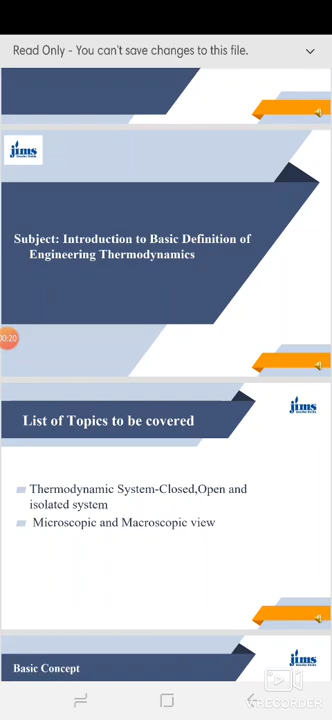 Read Only - You can't save changes to this file.
jims
Subject: Introduction to Basic Definition of
Engineering Thermodynamics
00:20
List of Topics to be covered
jims
Thermodynamic System-Closed,Open and
isolated system
Microscopic and Macroscopic view
Basic Concept
jims
VRECORDER